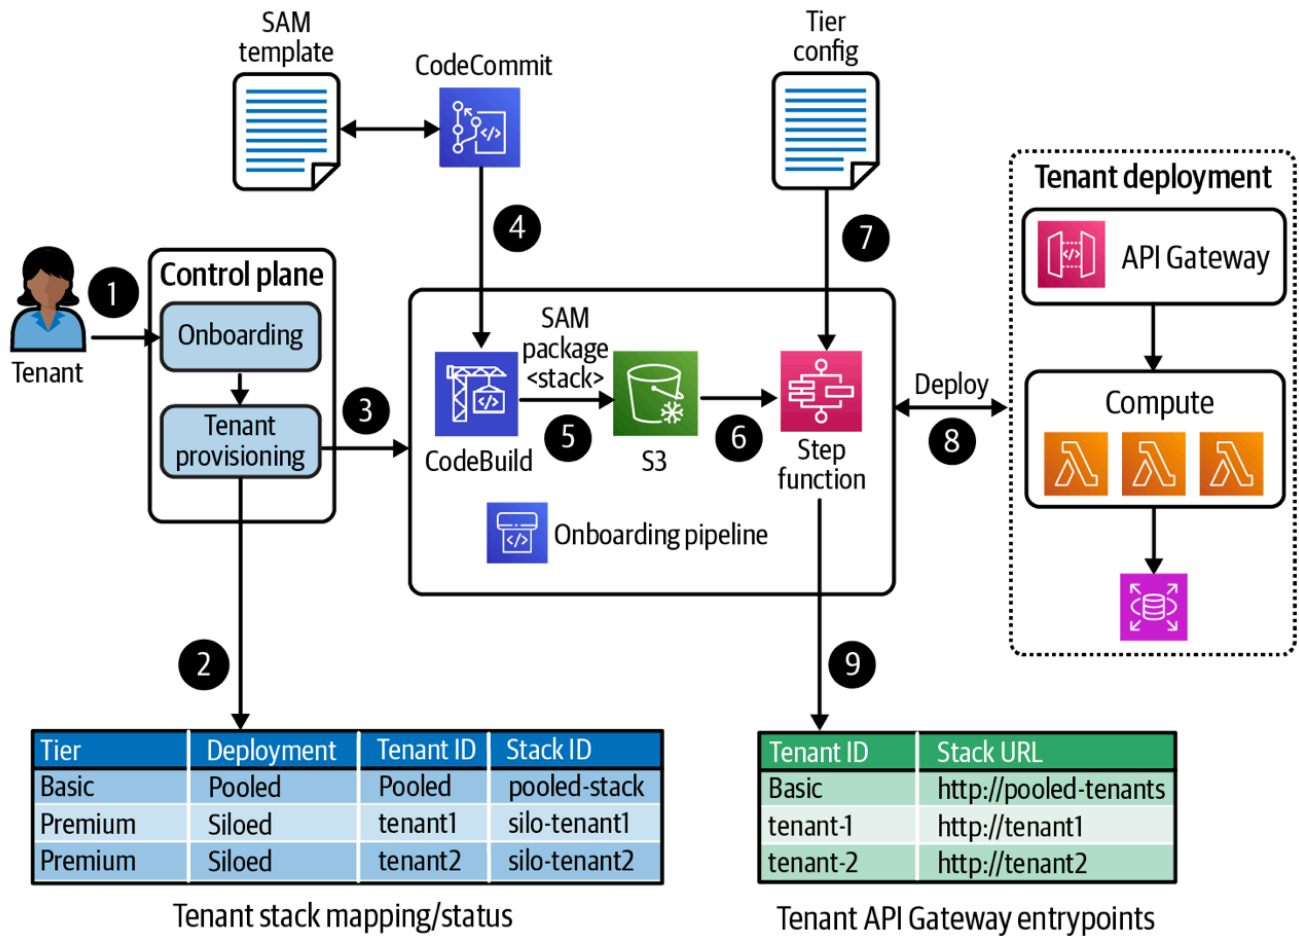 SAM
template
CodeCommit
Tier
config
Tenant deployment
API Gateway
Compute
4
7
1
Control plane
Onboarding
Tenant
provisioning
Tenant
3
SAM
package
<stack>
5
6
CodeBuild
S3
Step
function
Onboarding pipeline
Deploy
8
2
9
Tier Deployment Tenant ID Stack ID
Basic Pooled Pooled pooled-stack
Premium Siloed tenant1 silo-tenant1
Premium Siloed tenant2 silo-tenant2
Tenant stack mapping/status
Tenant ID Stack URL
Basic http://pooled-tenants
tenant-1 http://tenant1
tenant-2 http://tenant2
Tenant API Gateway entrypoints